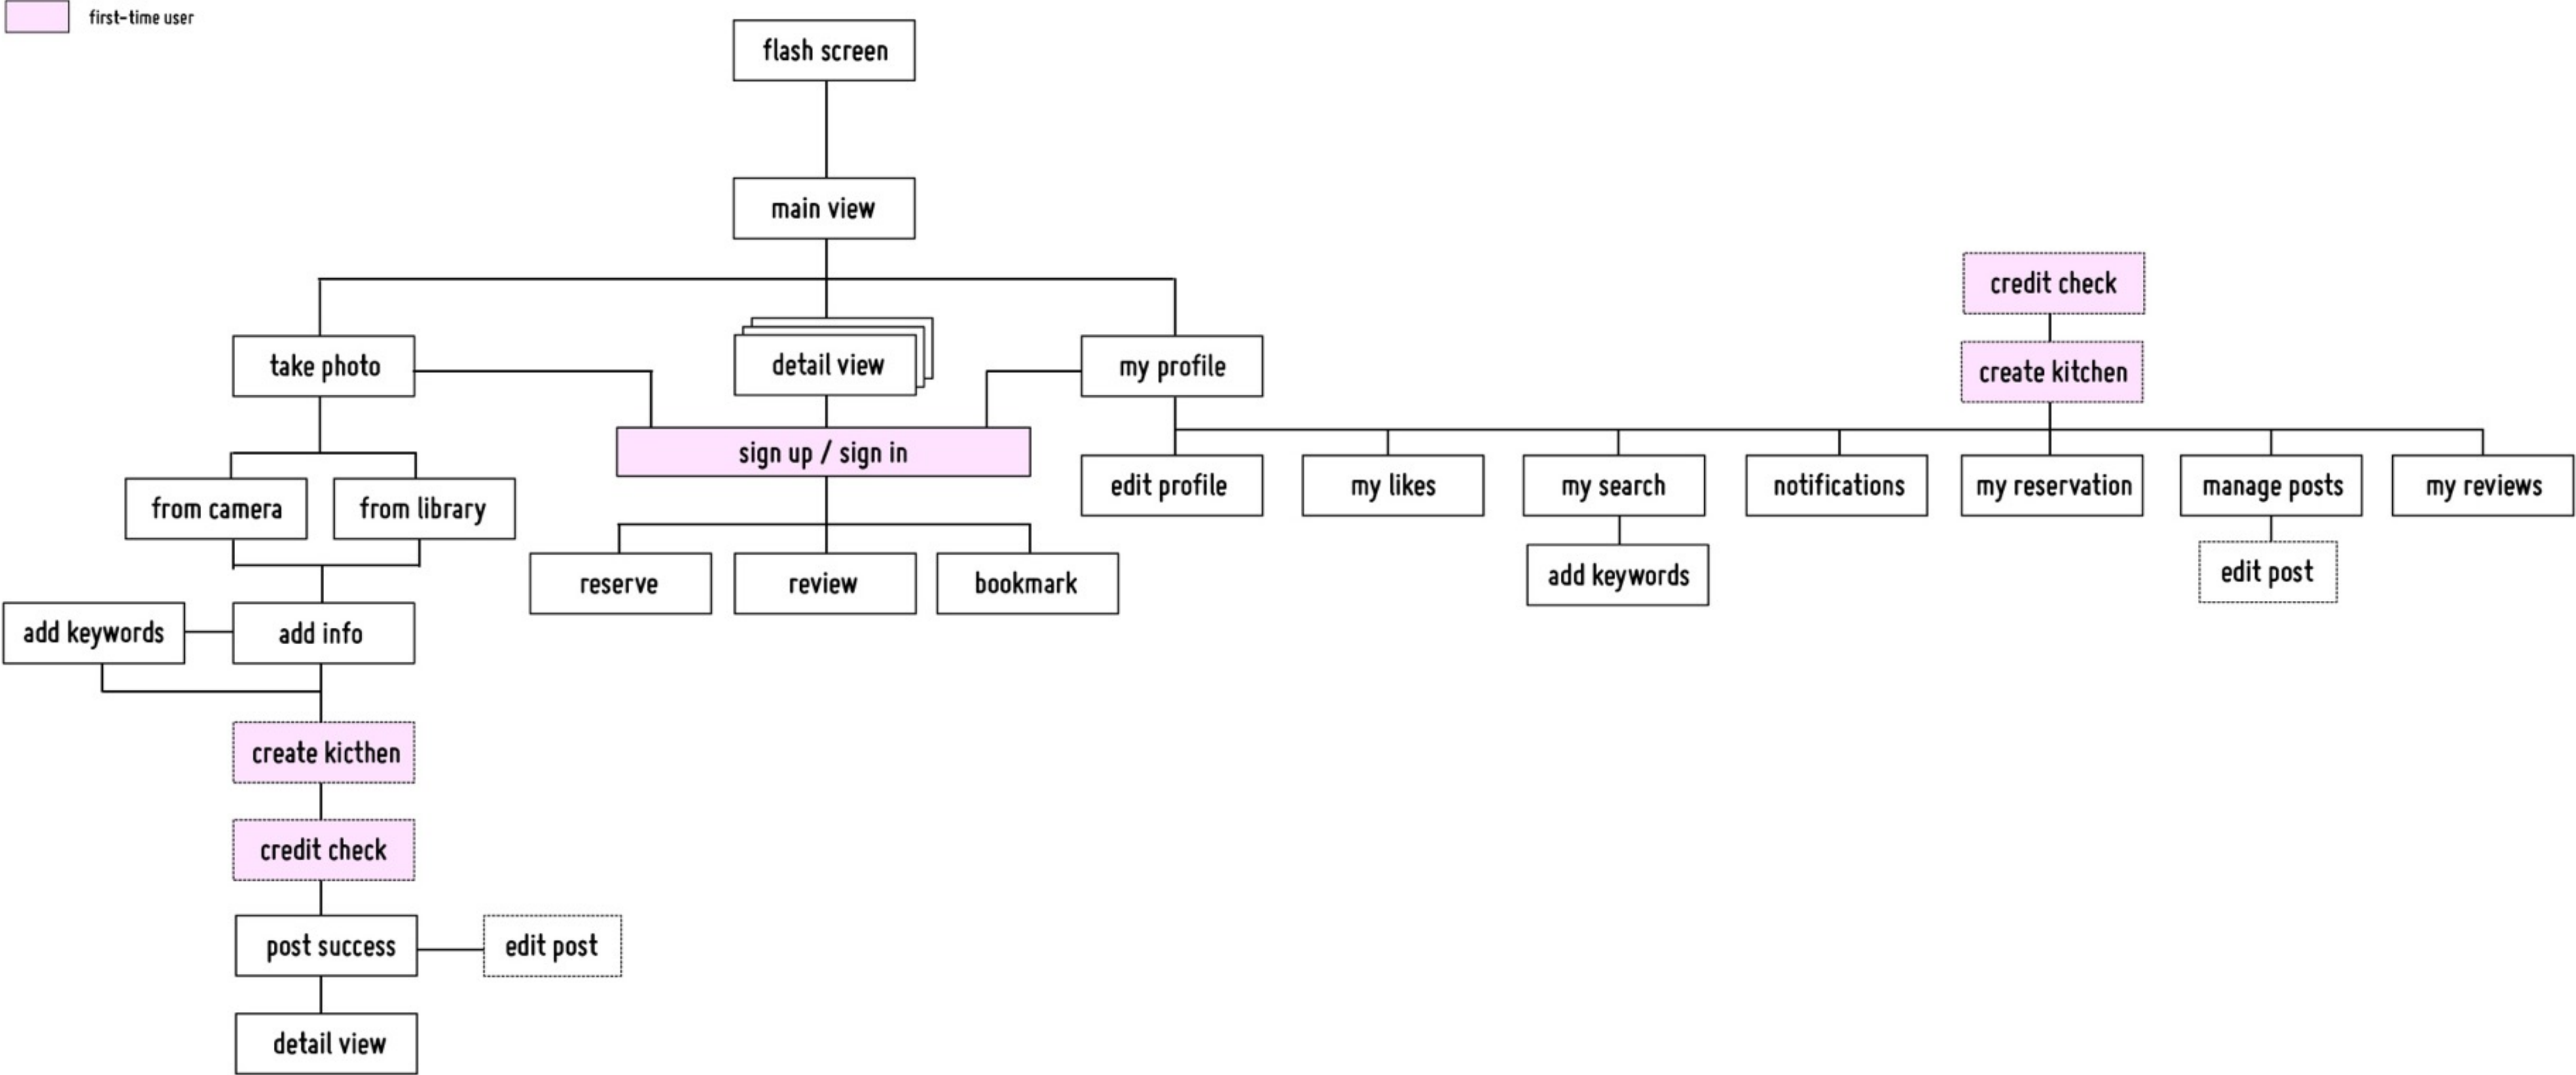 first-time user
flash screen
main view
credit check
create kitchen
take photo
detail view
my profile
sign up / sign in
edit profile
my likes
my search
notifications
my reservation
manage posts
my reviews
from camera
from library
reserve
review
bookmark
add keywords
edit post
add keywords
add info
create kicthen
credit check
post success
edit post
detail view